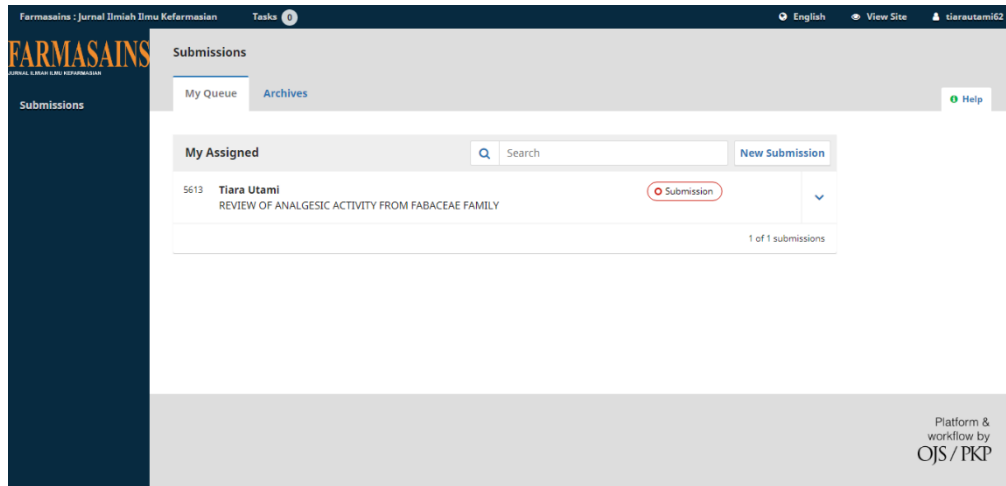 Farmasains : Jurnal Ilmiah Ilmu Kefarmasian Tasks 0 English View Site tiarautami62
FARMASAINS
JURNAL ILMIAH ILMU KEFARMASIAN
Submissions
Submissions
My Queue Archives
Help
My Assigned Search New Submission
5613 Tiara Utami Submission
REVIEW OF ANALGESIC ACTIVITY FROM FABACEAE FAMILY
1 of 1 submissions
Platform &
workflow by
OJS / PKP